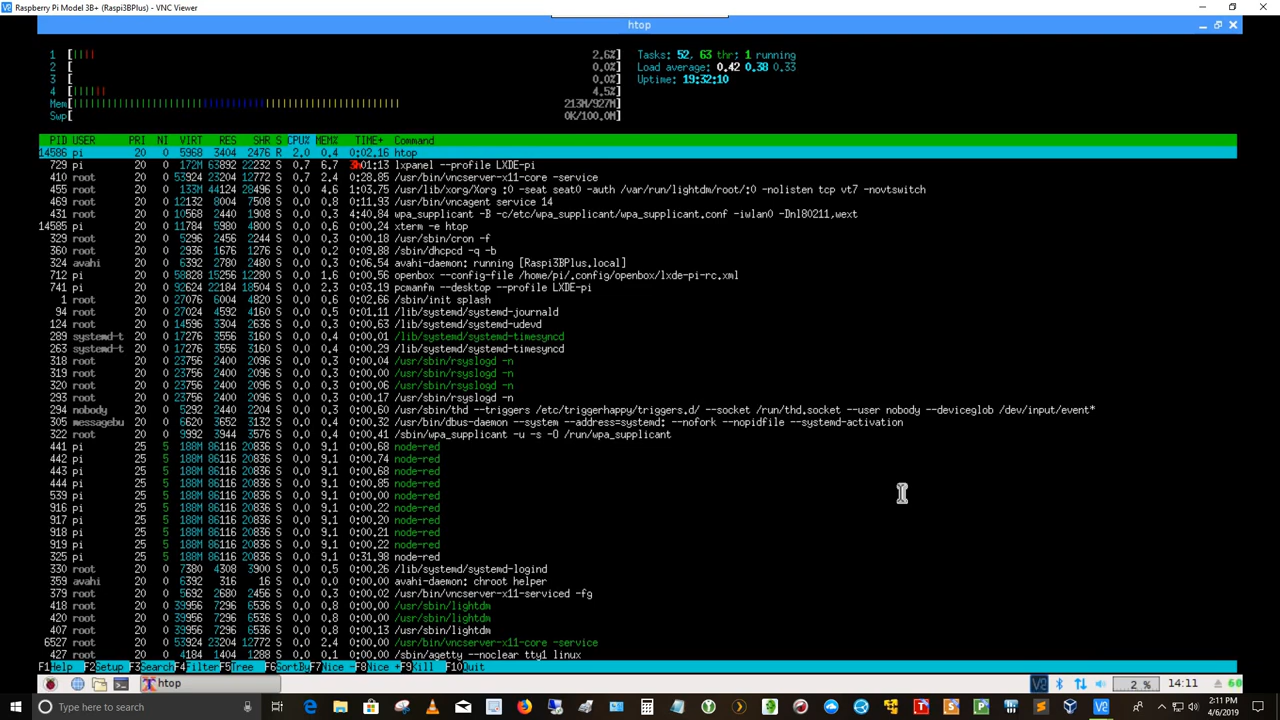 Raspberry Pi Model 3B+ (Raspi3BPlus) - VNC Viewer
htop
1 [|||| 2.6%] Tasks: 52, 63 thr; 1 running
2 [ 0.0%] Load average: 0.42 0.38 0.33
3 [ 0.0%] Uptime: 19:32:10
4 [|||||| 4.5%]
Mem[|||||||||||||||||||||||||||||||||||||||||||||||||| 213M/927M]
Swp[ 0K/100.0M]
PID USER PRI NI VIRT RES SHR S CPU% MEM% TIME+ Command
14586 pi 20 0 5968 3404 2476 R 2.0 0.4 0:02.16 htop
729 pi 20 0 172M 63892 22232 S 0.7 6.7 3h01:13 lxpanel --profile LXDE-pi
410 root 20 0 53924 23204 12772 S 0.7 2.4 0:28.85 /usr/bin/vncserver-x11-core -service
455 root 20 0 133M 44124 28496 S 0.7 4.6 1:03.75 /usr/lib/xorg/Xorg :0 -seat seat0 -auth /var/run/lightdm/root/:0 -nolisten tcp vt7 -novtswitch
469 root 20 0 12132 8004 7508 S 0.7 0.8 0:11.93 /usr/bin/vncagent service 14
431 root 20 0 10568 2440 1908 S 0.0 0.3 4:40.84 wpa_supplicant -B -c/etc/wpa_supplicant/wpa_supplicant.conf -iwlan0 -Dnl80211,wext
14585 pi 20 0 11784 5980 4800 S 0.0 0.6 0:00.24 xterm -e htop
329 root 20 0 5296 2456 2244 S 0.0 0.3 0:00.18 /usr/sbin/cron -f
360 root 20 0 2936 1676 1276 S 0.0 0.2 0:09.88 /sbin/dhcpcd -q -b
324 avahi 20 0 6392 2780 2480 S 0.0 0.3 0:06.54 avahi-daemon: running [Raspi3BPlus.local]
712 pi 20 0 58828 15256 12280 S 0.0 1.6 0:00.56 openbox --config-file /home/pi/.config/openbox/lxde-pi-rc.xml
741 pi 20 0 92624 22184 18504 S 0.0 2.3 0:03.19 pcmanfm --desktop --profile LXDE-pi
1 root 20 0 27076 6004 4820 S 0.0 0.6 0:02.66 /sbin/init splash
94 root 20 0 27024 4592 4160 S 0.0 0.5 0:01.11 /lib/systemd/systemd-journald
124 root 20 0 14596 3304 2636 S 0.0 0.3 0:00.63 /lib/systemd/systemd-udevd
289 systemd-t 20 0 17276 3556 3160 S 0.0 0.4 0:00.01 /lib/systemd/systemd-timesyncd
263 systemd-t 20 0 17276 3556 3160 S 0.0 0.4 0:00.29 /lib/systemd/systemd-timesyncd
318 root 20 0 23756 2400 2096 S 0.0 0.3 0:00.04 /usr/sbin/rsyslogd -n
319 root 20 0 23756 2400 2096 S 0.0 0.3 0:00.00 /usr/sbin/rsyslogd -n
320 root 20 0 23756 2400 2096 S 0.0 0.3 0:00.06 /usr/sbin/rsyslogd -n
293 root 20 0 23756 2400 2096 S 0.0 0.3 0:00.17 /usr/sbin/rsyslogd -n
294 nobody 20 0 5292 2440 2204 S 0.0 0.3 0:00.60 /usr/sbin/thd --triggers /etc/triggerhappy/triggers.d/ --socket /run/thd.socket --user nobody --deviceglob /dev/input/event*
305 messagebu 20 0 6620 3652 3132 S 0.0 0.4 0:00.32 /usr/bin/dbus-daemon --system --address=systemd: --nofork --nopidfile --systemd-activation
322 root 20 0 9992 3944 3576 S 0.0 0.4 0:00.41 /sbin/wpa_supplicant -u -s -O /run/wpa_supplicant
441 pi 25 5 188M 86116 20836 S 0.0 9.1 0:00.68 node-red
442 pi 25 5 188M 86116 20836 S 0.0 9.1 0:00.74 node-red
443 pi 25 5 188M 86116 20836 S 0.0 9.1 0:00.68 node-red
444 pi 25 5 188M 86116 20836 S 0.0 9.1 0:00.85 node-red
539 pi 25 5 188M 86116 20836 S 0.0 9.1 0:00.00 node-red
916 pi 25 5 188M 86116 20836 S 0.0 9.1 0:00.22 node-red
917 pi 25 5 188M 86116 20836 S 0.0 9.1 0:00.20 node-red
918 pi 25 5 188M 86116 20836 S 0.0 9.1 0:00.21 node-red
919 pi 25 5 188M 86116 20836 S 0.0 9.1 0:00.22 node-red
325 pi 25 5 188M 86116 20836 S 0.0 9.1 0:31.98 node-red
330 root 20 0 7380 4308 3900 S 0.0 0.5 0:00.26 /lib/systemd/systemd-logind
359 avahi 20 0 6392 316 16 S 0.0 0.0 0:00.00 avahi-daemon: chroot helper
379 root 20 0 5692 2680 2452 S 0.0 0.3 0:00.02 /usr/bin/vncserver-x11-serviced -fg
418 root 20 0 39956 7976 6536 S 0.0 0.8 0:00.00 /usr/sbin/lightdm
420 root 20 0 39956 7976 6536 S 0.0 0.8 0:00.00 /usr/sbin/lightdm
407 root 20 0 39956 7976 6536 S 0.0 0.8 0:00.13 /usr/sbin/lightdm
6527 root 20 0 53924 23204 12772 S 0.0 2.4 0:00.00 /usr/bin/vncserver-x11-core -service
427 root 20 0 4184 1404 1288 S 0.0 0.1 0:00.00 /sbin/agetty --noclear tty1 linux
F1Help F2Setup F3SearchF4FilterF5Tree F6SortByF7Nice -F8Nice +F9Kill F10Quit
htop 2 % 14:11 60
Type here to search 2:11 PM
4/6/2019